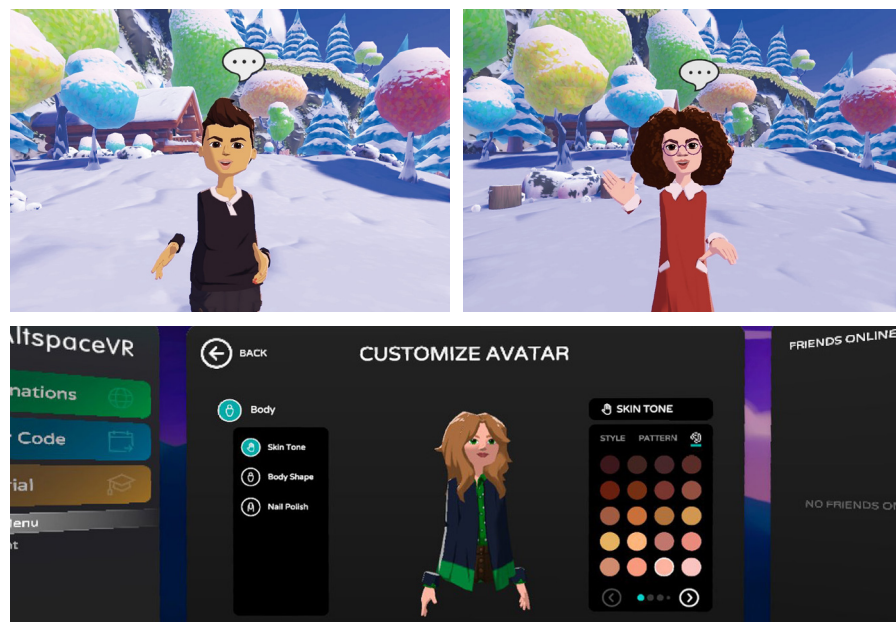 AltspaceVR
Code
Menu
BACK
CUSTOMIZE AVATAR
Body
Skin Tone
Body Shape
Nail Polish
SKIN TONE
STYLE PATTERN
FRIENDS ONLINE
NO FRIENDS